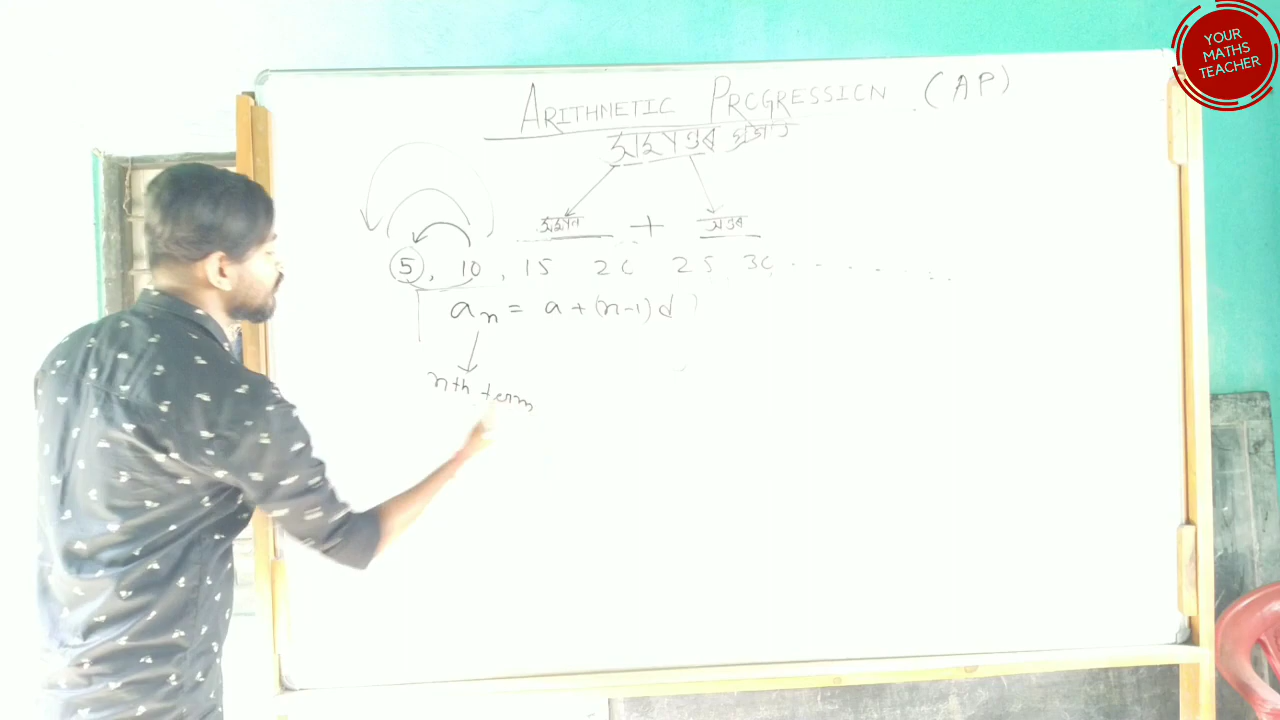 ARITHMETIC PROGRESSION (AP)
+
5, 10, 15 20 25 30 . . . . . .
aₙ = a + (n-1) d
nth term
YOUR
MATHS
TEACHER